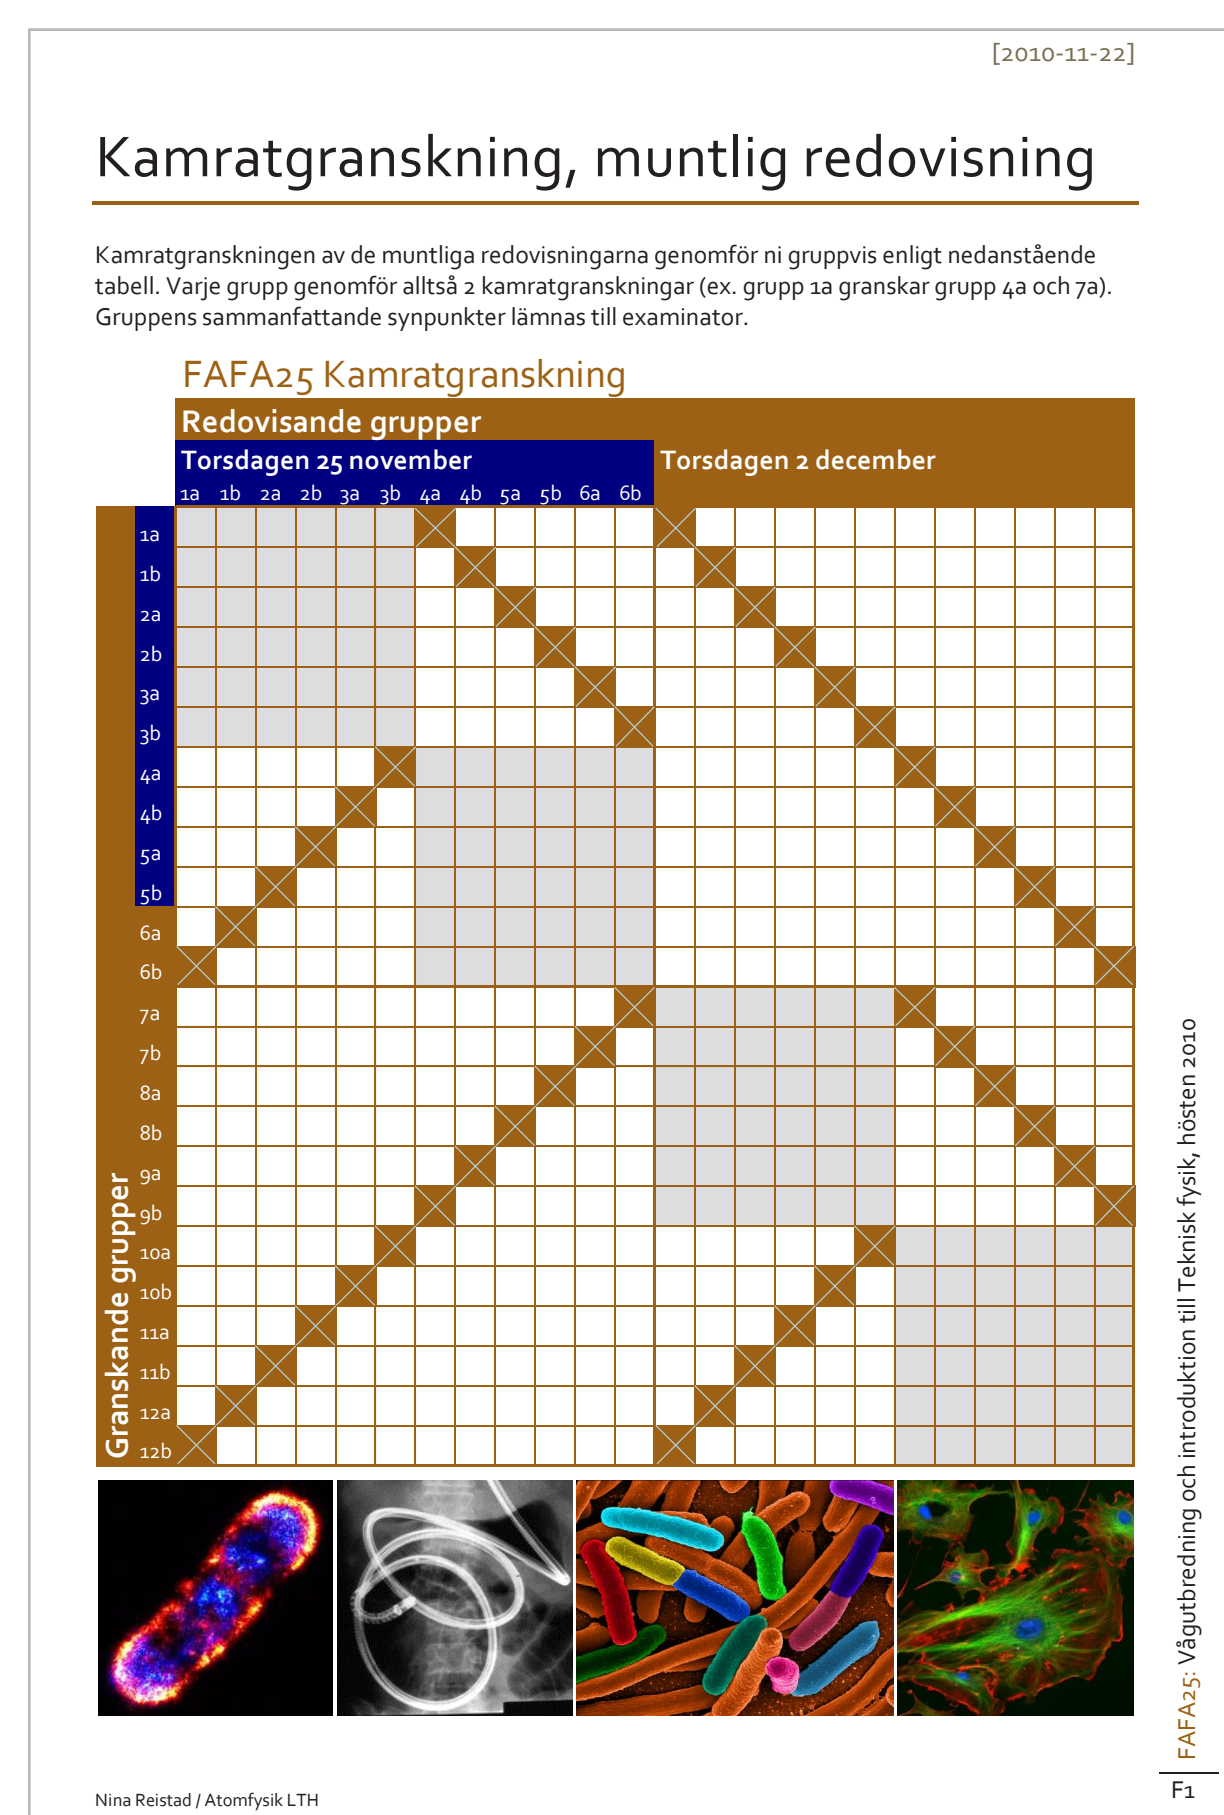 [2010-11-22]
Kamratgranskning, muntlig redovisning
Kamratgranskningen av de muntliga redovisningarna genomför ni gruppvis enligt nedanstående
tabell. Varje grupp genomför alltså 2 kamratgranskningar (ex. grupp 1a granskar grupp 4a och 7a).
Gruppens sammanfattande synpunkter lämnas till examinator.
FAFA25 Kamratgranskning
Redovisande grupper
Torsdagen 25 november Torsdagen 2 december
1a 1b 2a 2b 3a 3b 4a 4b 5a 5b 6a 6b
Granskande grupper
1a
1b
2a
2b
3a
3b
4a
4b
5a
5b
6a
6b
7a
7b
8a
8b
9a
9b
10a
10b
11a
11b
12a
12b
FAFA25: Vågutbredning och introduktion till Teknisk fysik, hösten 2010
F1
Nina Reistad / Atomfysik LTH